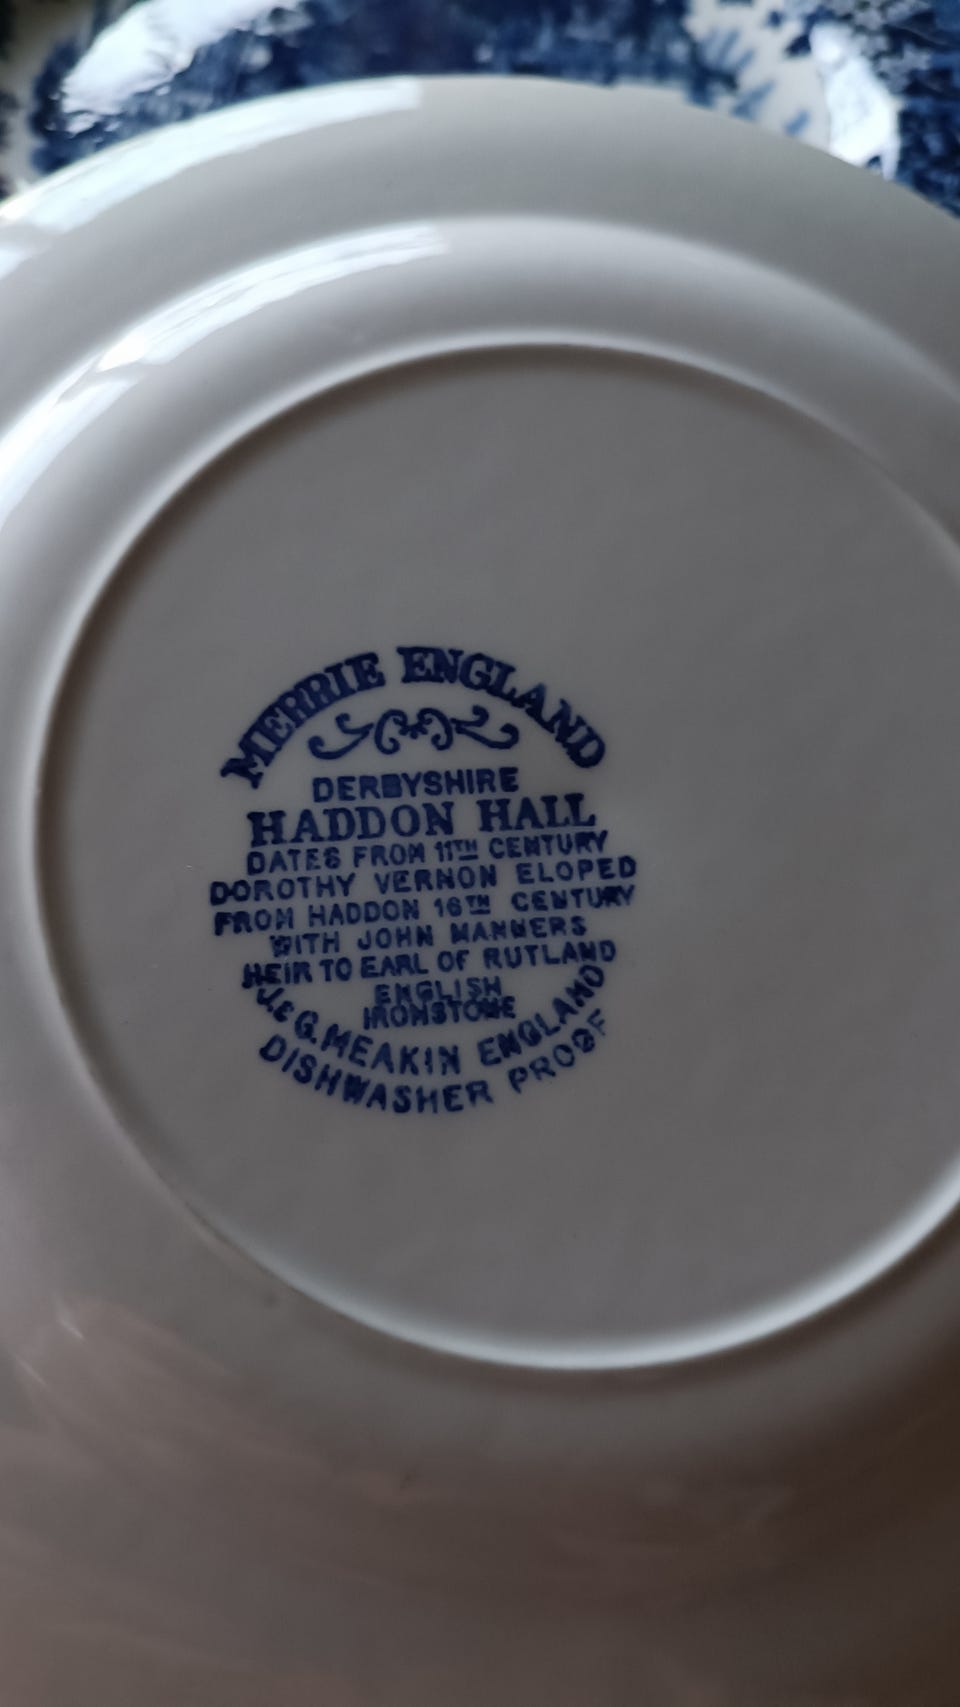 MERRIE ENGLAND
DERBYSHIRE
HADDON HALL
DATES FROM 11TH CENTURY
DOROTHY VERNON ELOPED
FROM HADDON 16TH CENTURY
WITH JOHN MANNERS
HEIR TO EARL OF RUTLAND
ENGLISH
IRONSTONE
J & G. MEAKIN ENGLAND
DISHWASHER PROOF